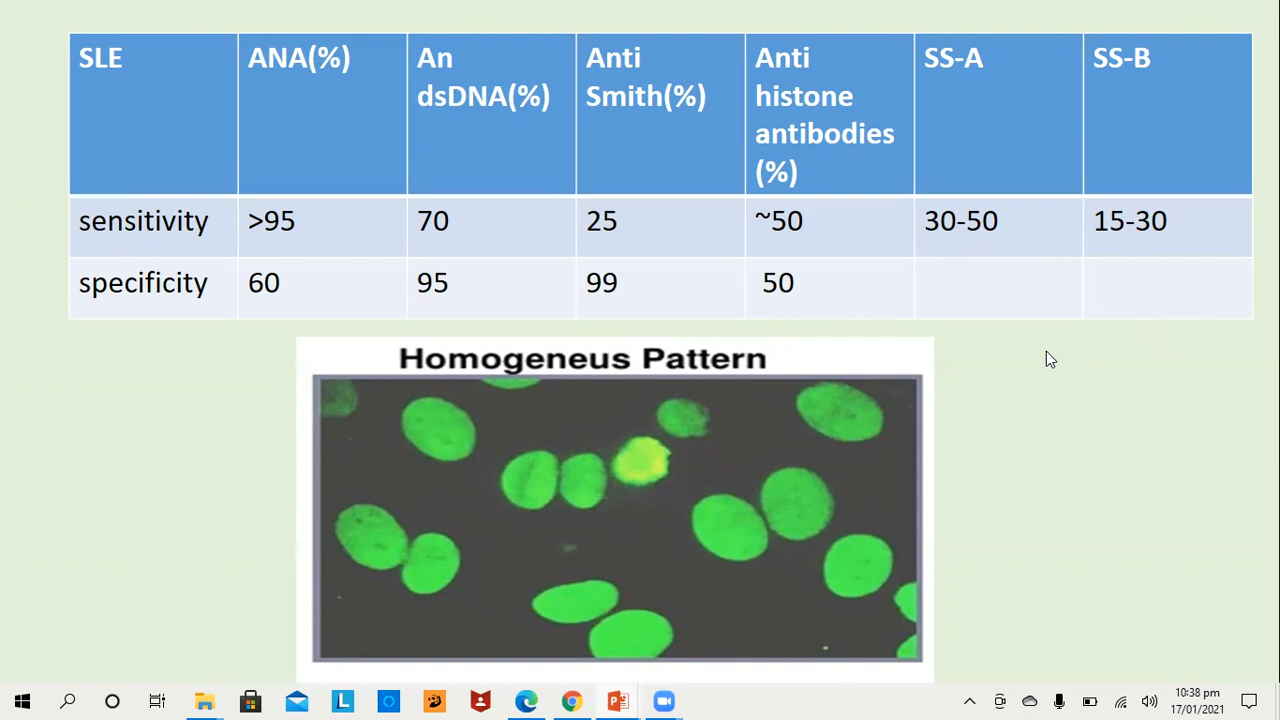 SLE ANA(%) An dsDNA(%) Anti Smith(%) Anti histone antibodies (%) SS-A SS-B
sensitivity >95 70 25 ~50 30-50 15-30
specificity 60 95 99 50
Homogeneus Pattern
10:38 pm
17/01/2021